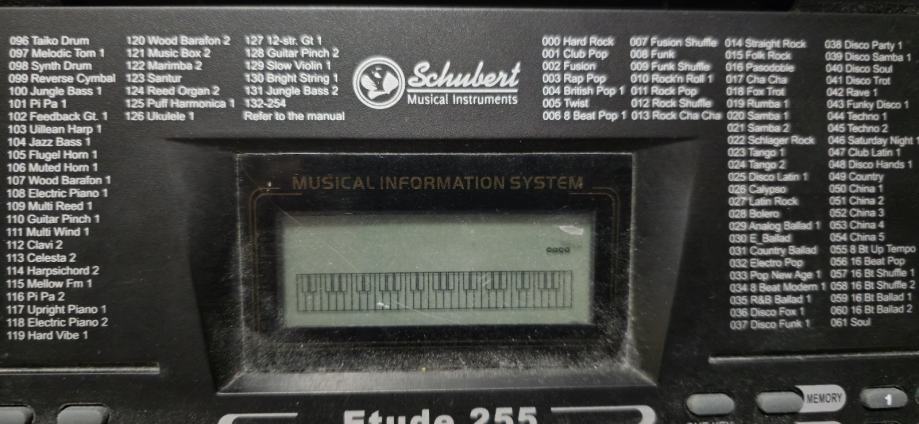 096 Taiko Drum
097 Melodic Tom 1
098 Synth Drum
099 Reverse Cymbal
100 Jungle Bass 1
101 Pi Pa 1
102 Feedback Gt. 1
103 Uillean Harp 1
104 Jazz Bass 1
105 Flugel Horn 1
106 Muted Horn 1
107 Wood Barafon 1
108 Electric Piano 1
109 Multi Reed 1
110 Guitar Pinch 1
111 Multi Wind 1
112 Clavi 2
113 Celesta 2
114 Harpsichord 2
115 Mellow Fm 1
116 Pi Pa 2
117 Upright Piano 1
118 Electric Piano 2
119 Hard Vibe 1
120 Wood Barafon 2
121 Music Box 2
122 Marimba 2
123 Santur
124 Reed Organ 2
125 Puff Harmonica 1
126 Ukulele 1
127 12-str. Gt 1
128 Guitar Pinch 2
129 Slow Violin 1
130 Bright String 1
131 Jungle Bass 2
132-254
Refer to the manual
Schubert
Musical Instruments
000 Hard Rock
001 Club Pop
002 Fusion
003 Rap Pop
004 British Pop 1
005 Twist
006 8 Beat Pop 1
007 Fusion Shuffle
008 Funk
009 Funk Shuffle
010 Rock'n Roll 1
011 Rock Pop
012 Rock Shuffle
013 Rock Cha Cha
014 Straight Rock
015 Folk Rock
016 Pasodoble
017 Cha Cha
018 Fox Trot
019 Rumba 1
020 Samba 1
021 Samba 2
022 Schlager Rock
023 Tango 1
024 Tango 2
025 Disco Latin 1
026 Calypso
027 Latin Rock
028 Bolero
029 Analog Ballad 1
030 E_Ballad
031 Country Ballad
032 Electro Pop
033 Pop New Age 1
034 8 Beat Modern 1
035 R&B Ballad 1
036 Disco Fox 1
037 Disco Funk 1
038 Disco Party 1
039 Disco Samba 1
040 Disco Soul
041 Disco Trot
042 Rave 1
043 Funky Disco 1
044 Techno 1
045 Techno 2
046 Saturday Night 1
047 Club Latin 1
048 Disco Hands 1
049 Country
050 China 1
051 China 2
052 China 3
053 China 4
054 China 5
055 8 Bt Up Tempo
056 16 Beat Pop
057 16 Bt Shuffle 1
058 16 Bt Shuffle 2
059 16 Bt Ballad 1
060 16 Bt Ballad 2
061 Soul
MUSICAL INFORMATION SYSTEM
Etude 255
MEMORY
1